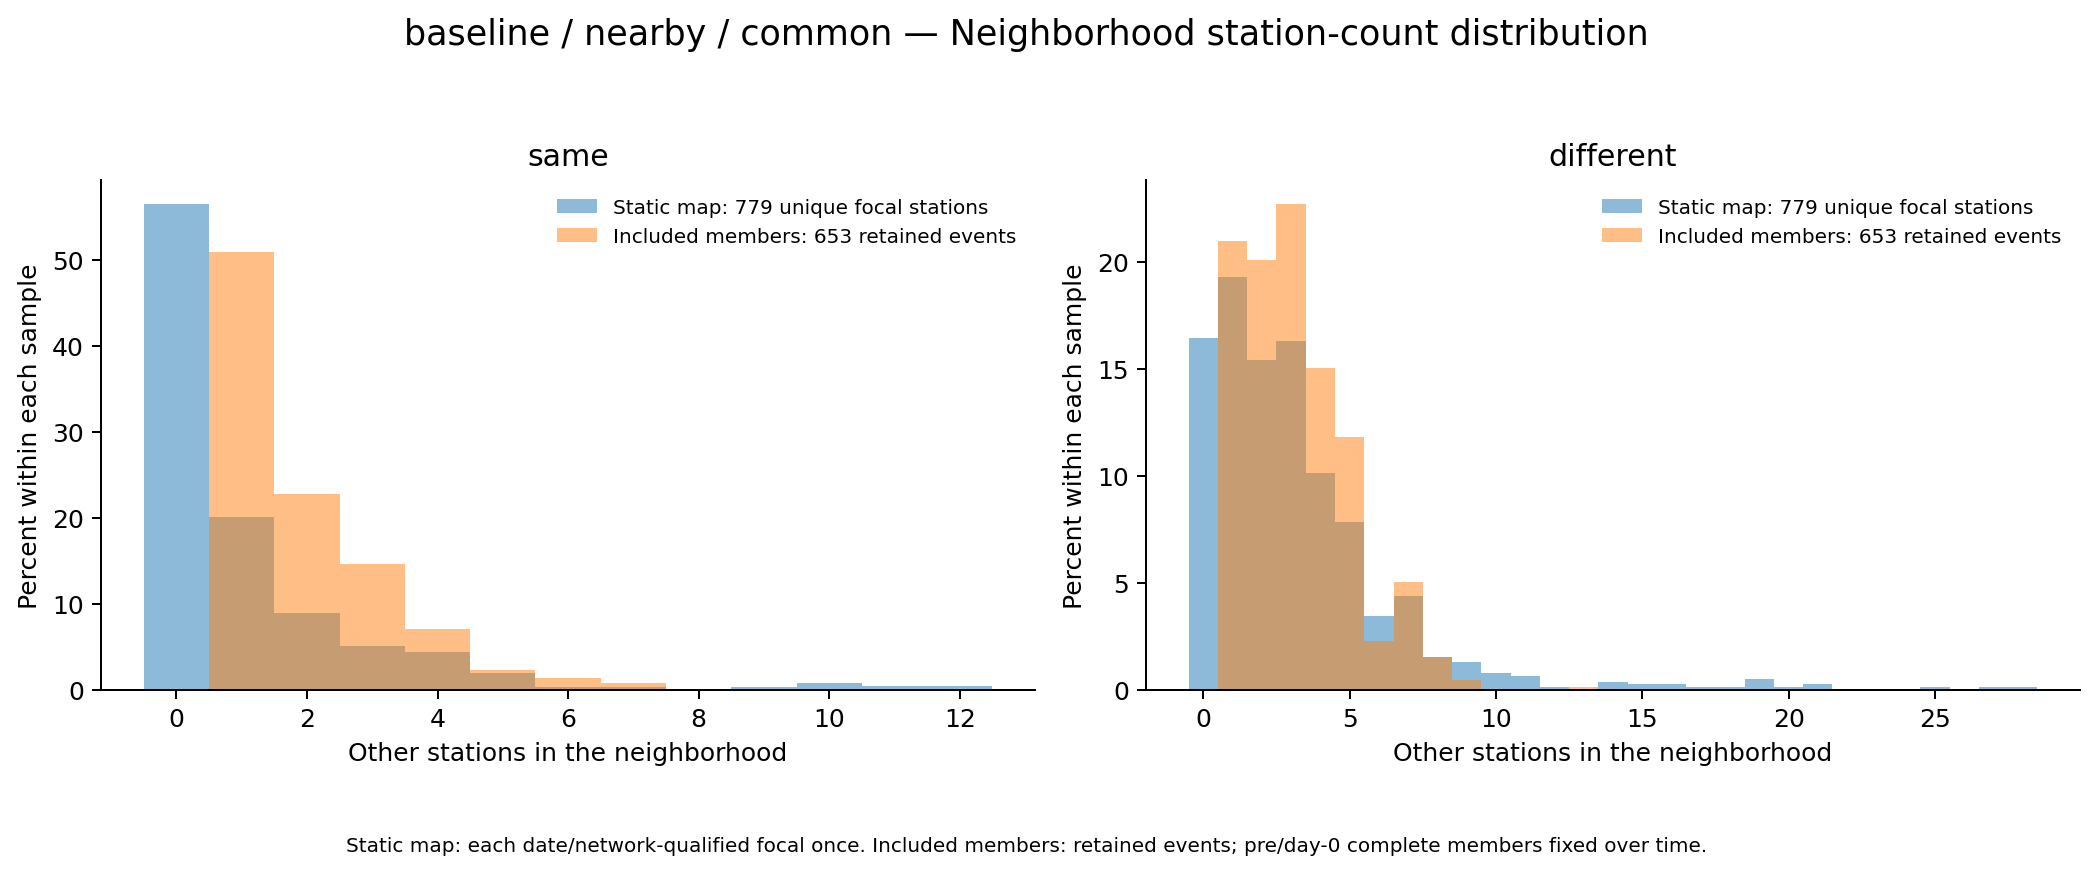 baseline / nearby / common — Neighborhood station-count distribution
same
Static map: 779 unique focal stations
Included members: 653 retained events
Percent within each sample
50
40
30
20
10
0
0 2 4 6 8 10 12
Other stations in the neighborhood
different
Static map: 779 unique focal stations
Included members: 653 retained events
Percent within each sample
20
15
10
5
0
0 5 10 15 20 25
Other stations in the neighborhood
Static map: each date/network-qualified focal once. Included members: retained events; pre/day-0 complete members fixed over time.